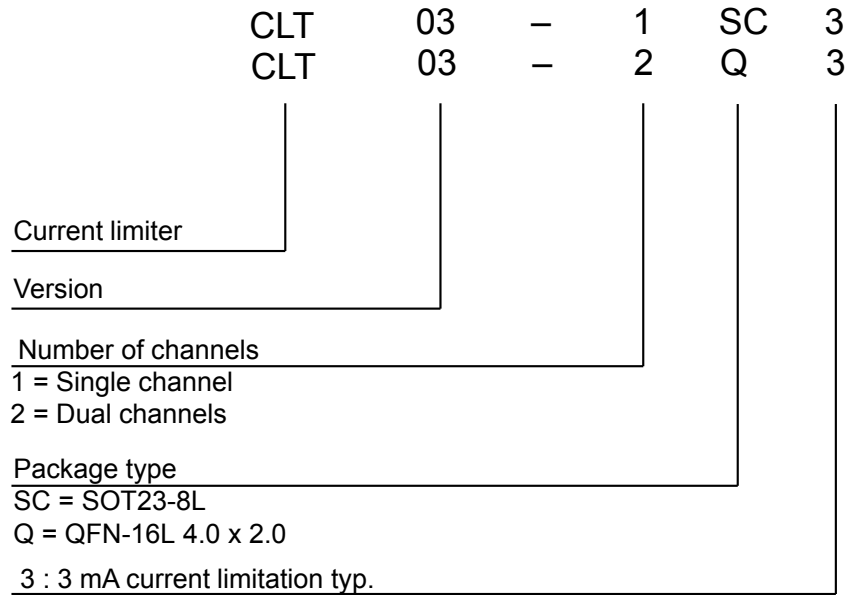 CLT 03 – 1 SC 3
CLT 03 – 2 Q 3
Current limiter
Version
Number of channels
1 = Single channel
2 = Dual channels
Package type
SC = SOT23-8L
Q = QFN-16L 4.0 x 2.0
3 : 3 mA current limitation typ.